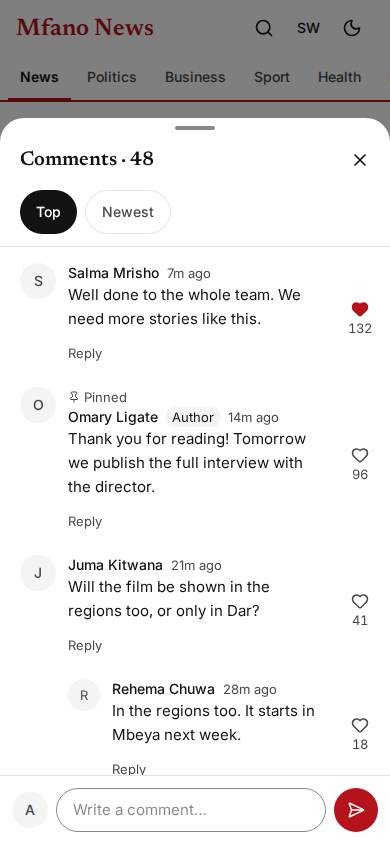 Mfano News
SW
News Politics Business Sport Health
Comments · 48
Top Newest
S
Salma Mrisho 7m ago
Well done to the whole team. We
need more stories like this.
132
Reply
Pinned
O
Omary Ligate Author 14m ago
Thank you for reading! Tomorrow
we publish the full interview with
the director.
96
Reply
J
Juma Kitwana 21m ago
Will the film be shown in the
regions too, or only in Dar?
41
Reply
R
Rehema Chuwa 28m ago
In the regions too. It starts in
Mbeya next week.
18
Reply
A
Write a comment...